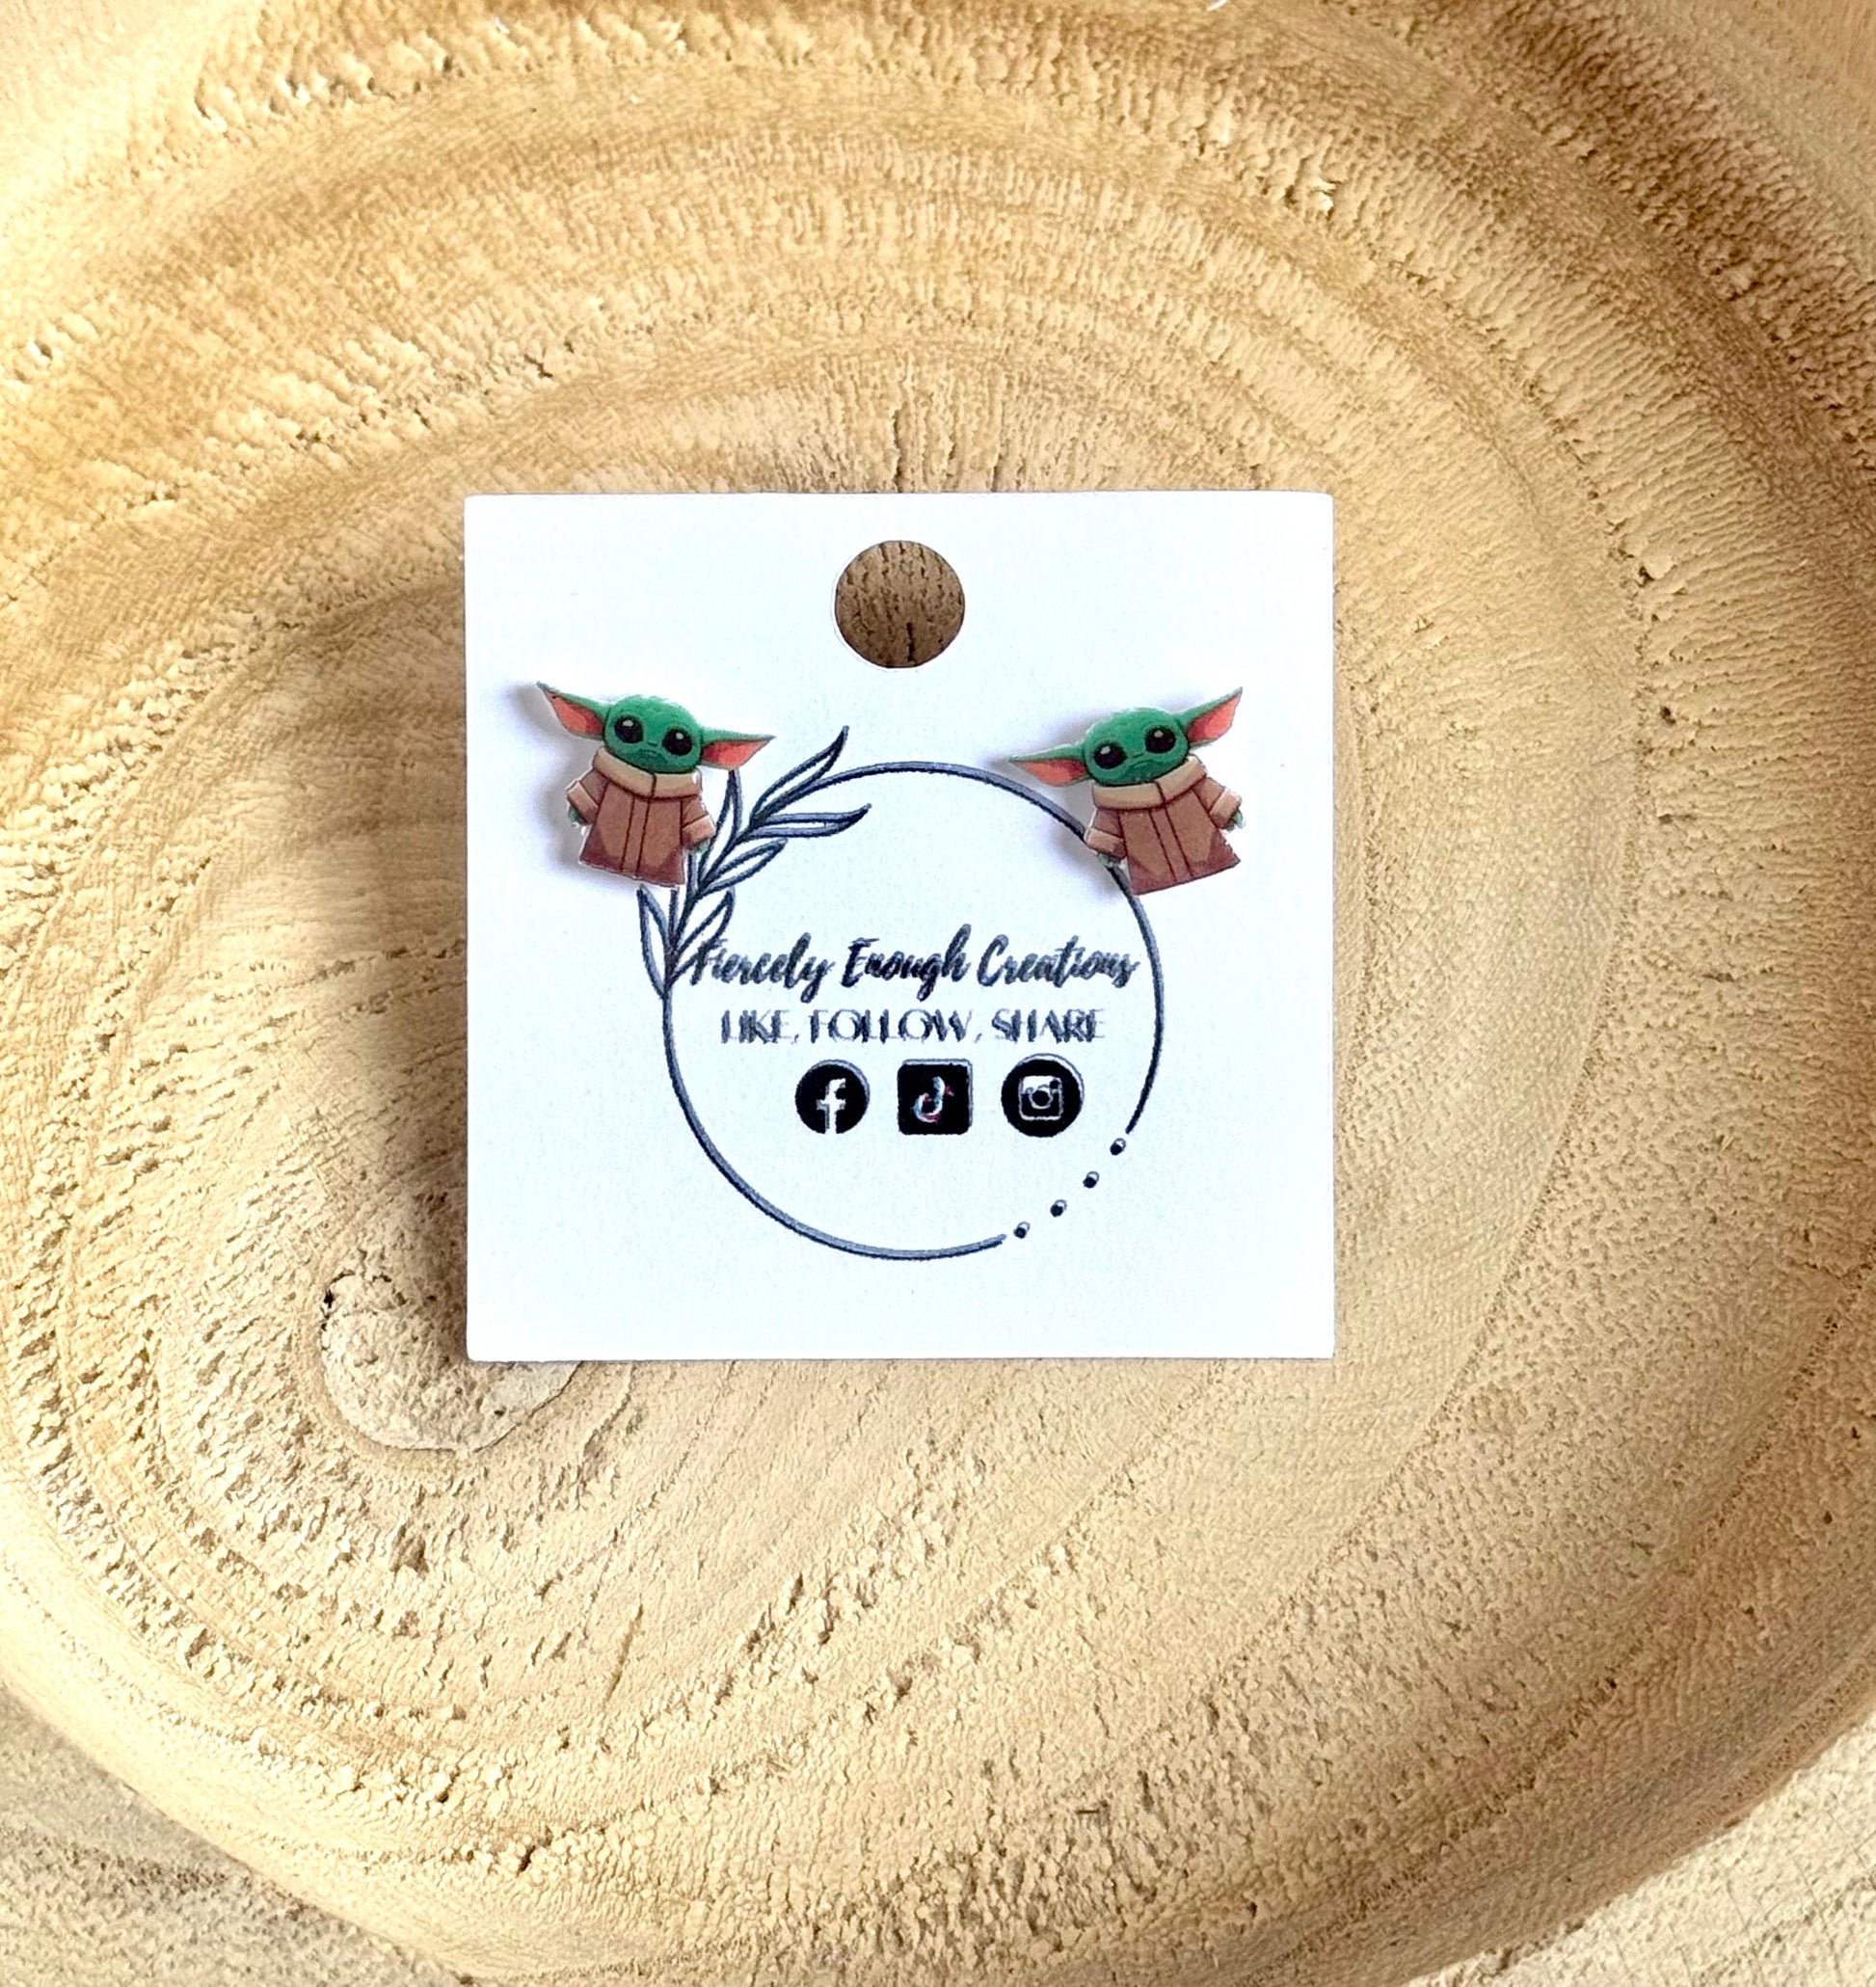 Fiercely Enough Creations
LIKE, FOLLOW, SHARE